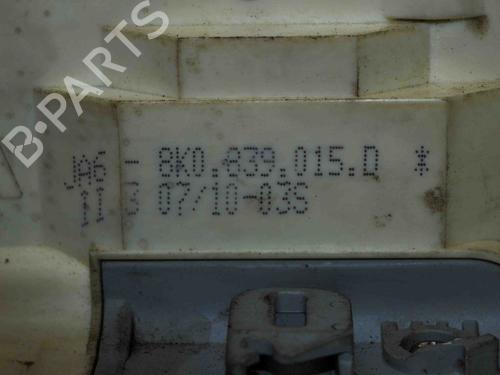 B-PARTS
JA6- 8K0.839.015.D *
11 3 07/10-03S